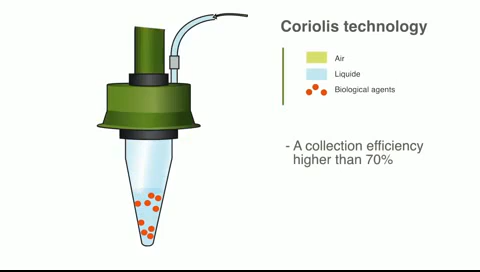 Coriolis technology
Air
Liquide
Biological agents
- A collection efficiency
higher than 70%